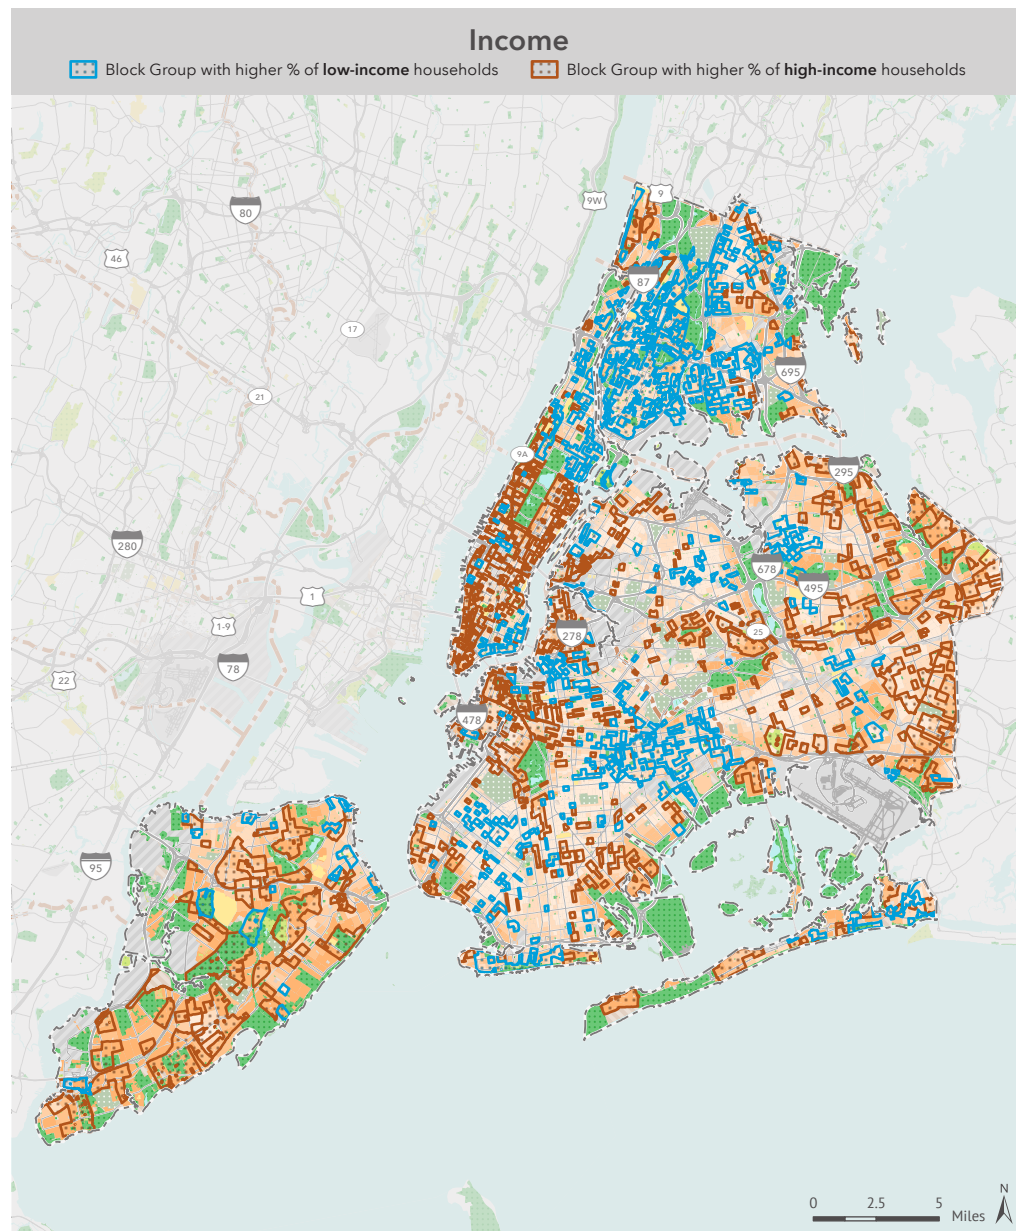 Income
Block Group with higher % of low-income households
Block Group with higher % of high-income households
9
9W
80
46
87
17
695
21
9A
295
280
678
495
1
1-9
278
25
78
22
478
95
N
0 2.5 5
Miles